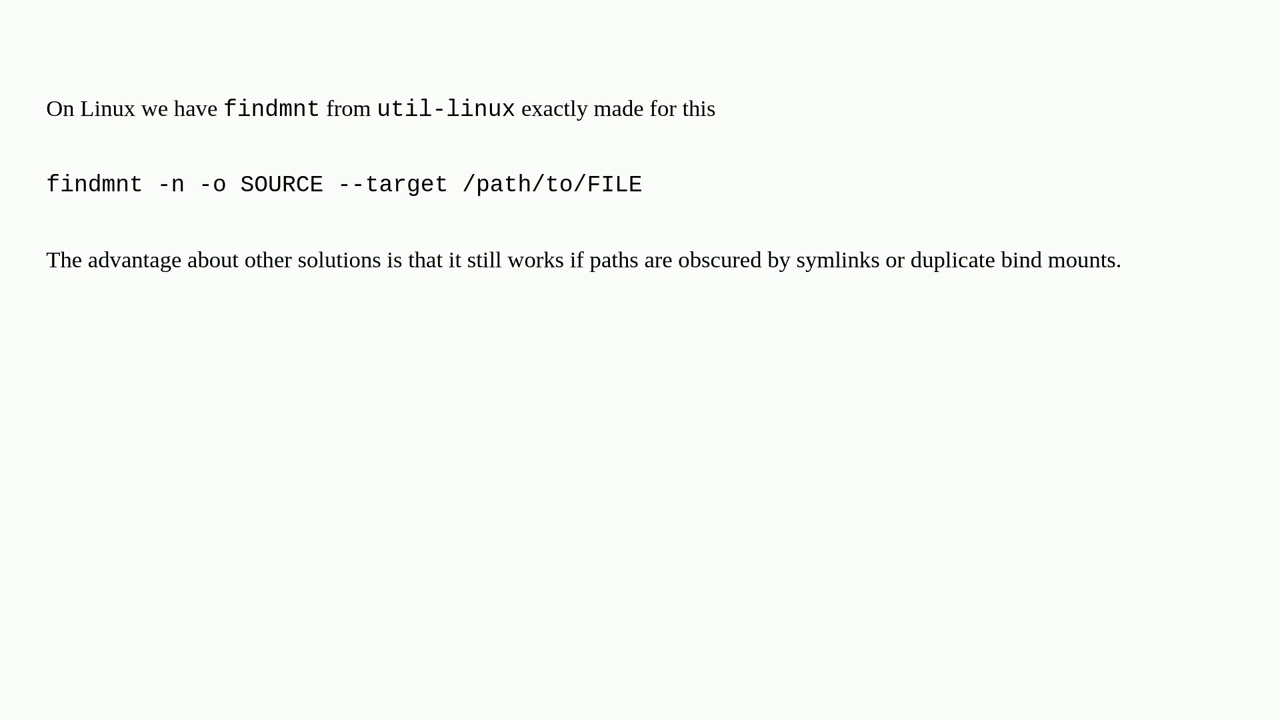 On Linux we have findmnt from util-linux exactly made for this
findmnt -n -o SOURCE --target /path/to/FILE
The advantage about other solutions is that it still works if paths are obscured by symlinks or duplicate bind mounts.